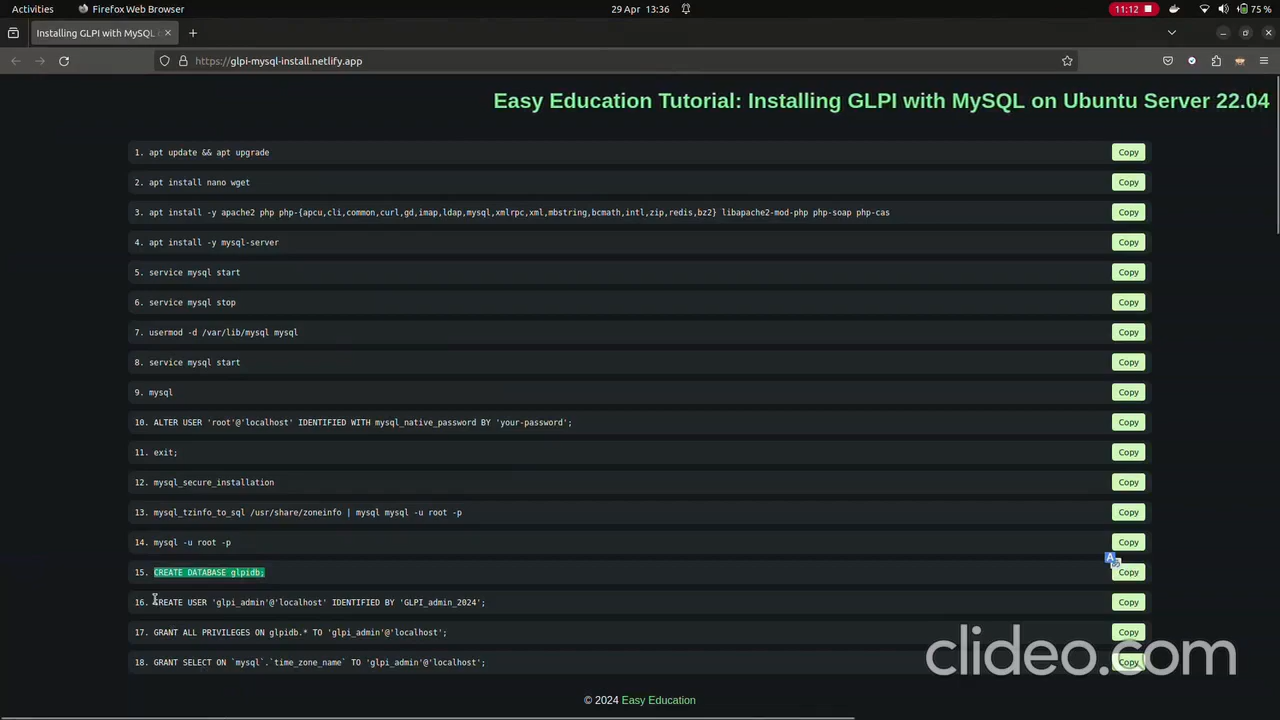 Activities
Firefox Web Browser
29 Apr 13:36
11:12
75 %
Installing GLPI with MySQL
https://glpi-mysql-install.netlify.app
Easy Education Tutorial: Installing GLPI with MySQL on Ubuntu Server 22.04
1. apt update && apt upgrade Copy
2. apt install nano wget Copy
3. apt install -y apache2 php php-{apcu,cli,common,curl,gd,imap,ldap,mysql,xmlrpc,xml,mbstring,bcmath,intl,zip,redis,bz2} libapache2-mod-php php-soap php-cas Copy
4. apt install -y mysql-server Copy
5. service mysql start Copy
6. service mysql stop Copy
7. usermod -d /var/lib/mysql mysql Copy
8. service mysql start Copy
9. mysql Copy
10. ALTER USER 'root'@'localhost' IDENTIFIED WITH mysql_native_password BY 'your-password'; Copy
11. exit; Copy
12. mysql_secure_installation Copy
13. mysql_tzinfo_to_sql /usr/share/zoneinfo | mysql mysql -u root -p Copy
14. mysql -u root -p Copy
15. CREATE DATABASE glpidb; Copy
16. CREATE USER 'glpi_admin'@'localhost' IDENTIFIED BY 'GLPI_admin_2024'; Copy
17. GRANT ALL PRIVILEGES ON glpidb.* TO 'glpi_admin'@'localhost'; Copy
18. GRANT SELECT ON `mysql`.`time_zone_name` TO 'glpi_admin'@'localhost'; Copy
clideo.com
© 2024 Easy Education